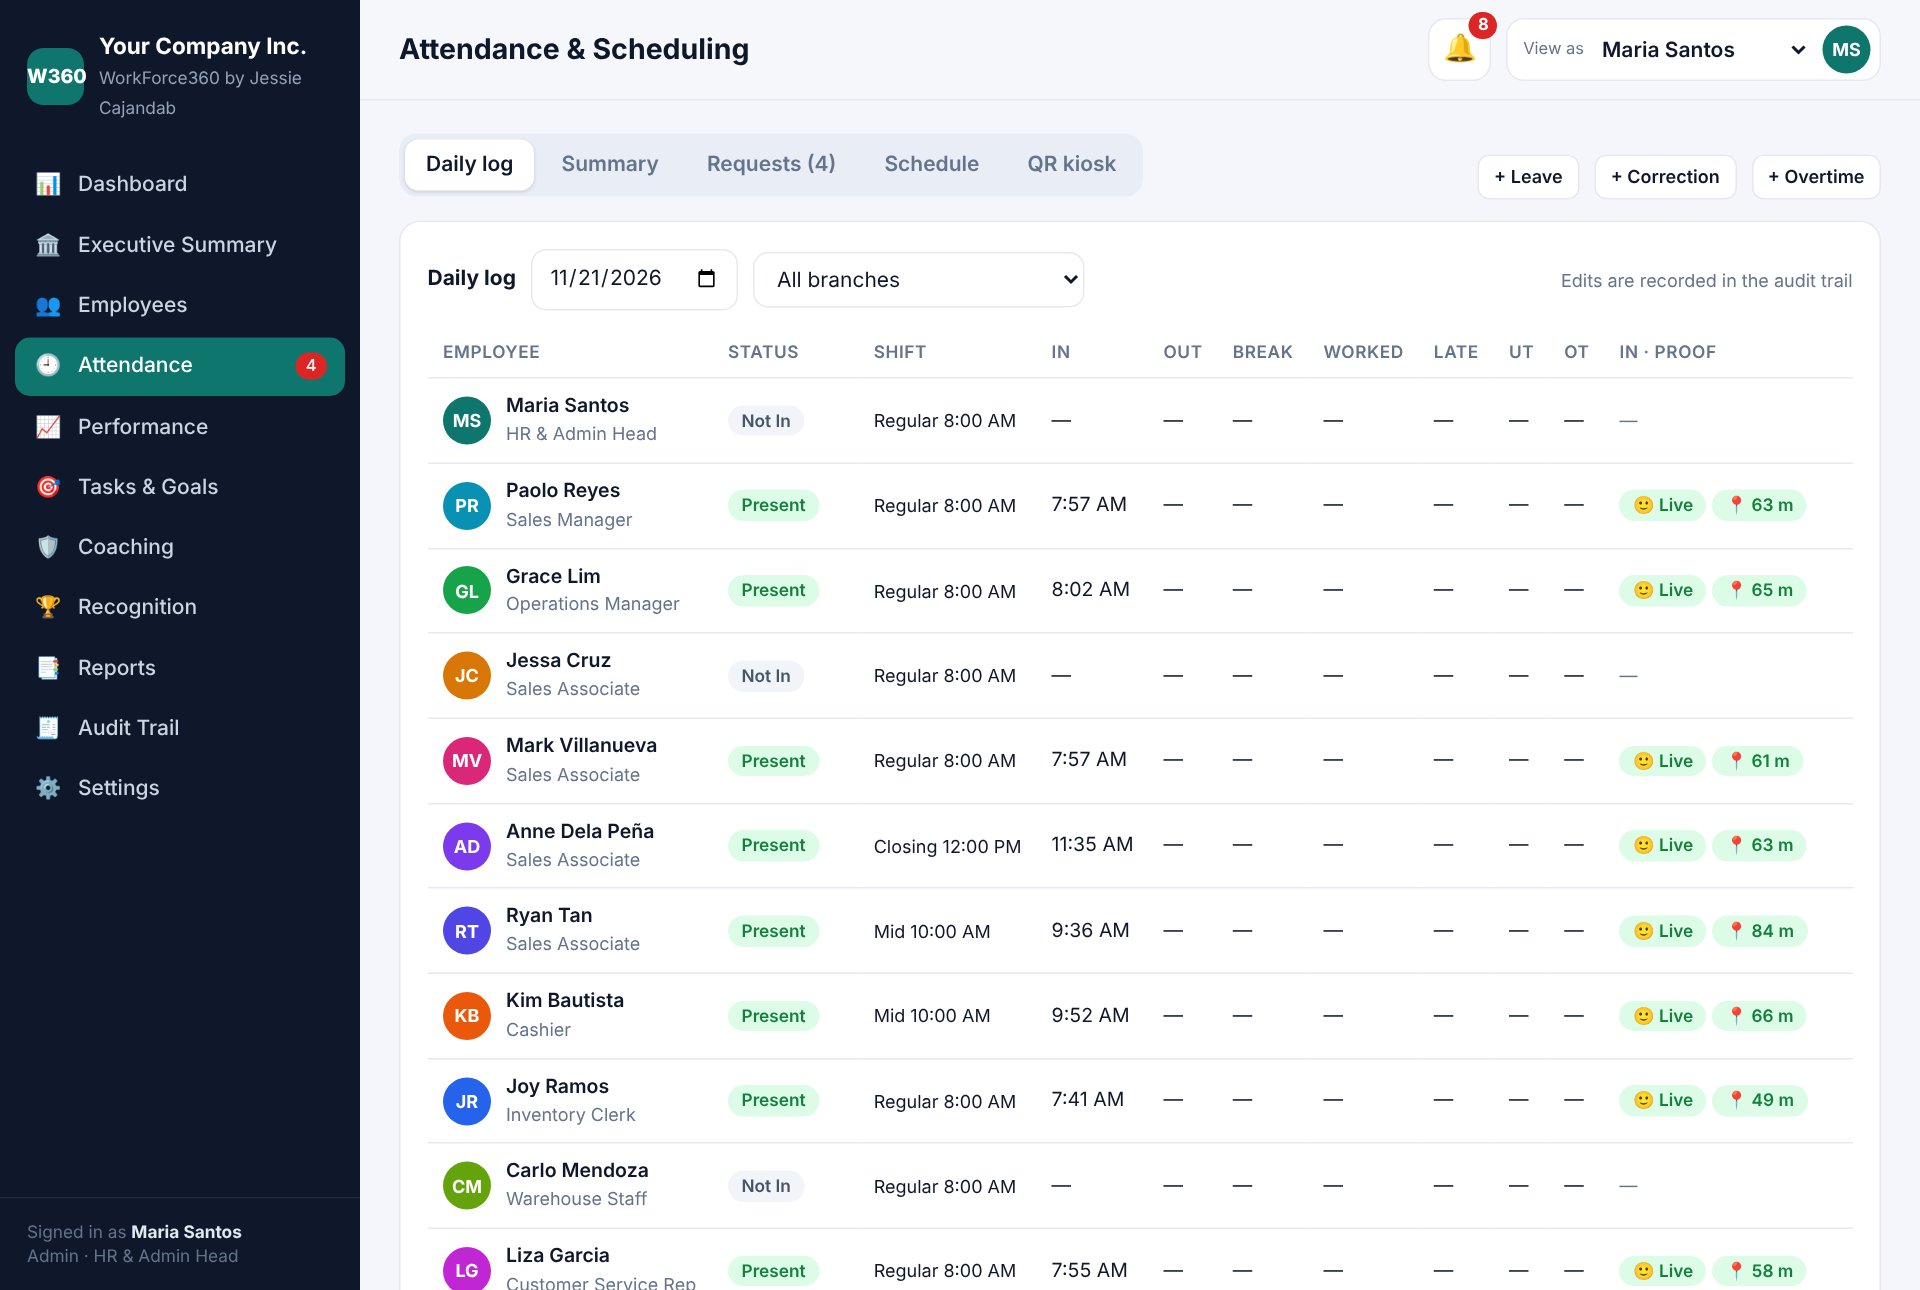 W360
Your Company Inc.
WorkForce360 by Jessie
Cajandab
Dashboard
Executive Summary
Employees
Attendance 4
Performance
Tasks & Goals
Coaching
Recognition
Reports
Audit Trail
Settings
Signed in as Maria Santos
Admin · HR & Admin Head
Attendance & Scheduling
8
View as Maria Santos MS
Daily log Summary Requests (4) Schedule QR kiosk
+ Leave + Correction + Overtime
Daily log 11/21/2026 All branches Edits are recorded in the audit trail
EMPLOYEE STATUS SHIFT IN OUT BREAK WORKED LATE UT OT IN · PROOF
MS Maria Santos Not In Regular 8:00 AM — — — — — — — —
HR & Admin Head
PR Paolo Reyes Present Regular 8:00 AM 7:57 AM — — — — — — 🙂 Live 📍 63 m
Sales Manager
GL Grace Lim Present Regular 8:00 AM 8:02 AM — — — — — — 🙂 Live 📍 65 m
Operations Manager
JC Jessa Cruz Not In Regular 8:00 AM — — — — — — — —
Sales Associate
MV Mark Villanueva Present Regular 8:00 AM 7:57 AM — — — — — — 🙂 Live 📍 61 m
Sales Associate
AD Anne Dela Peña Present Closing 12:00 PM 11:35 AM — — — — — — 🙂 Live 📍 63 m
Sales Associate
RT Ryan Tan Present Mid 10:00 AM 9:36 AM — — — — — — 🙂 Live 📍 84 m
Sales Associate
KB Kim Bautista Present Mid 10:00 AM 9:52 AM — — — — — — 🙂 Live 📍 66 m
Cashier
JR Joy Ramos Present Regular 8:00 AM 7:41 AM — — — — — — 🙂 Live 📍 49 m
Inventory Clerk
CM Carlo Mendoza Not In Regular 8:00 AM — — — — — — — —
Warehouse Staff
LG Liza Garcia Present Regular 8:00 AM 7:55 AM — — — — — — 🙂 Live 📍 58 m
Customer Service Rep